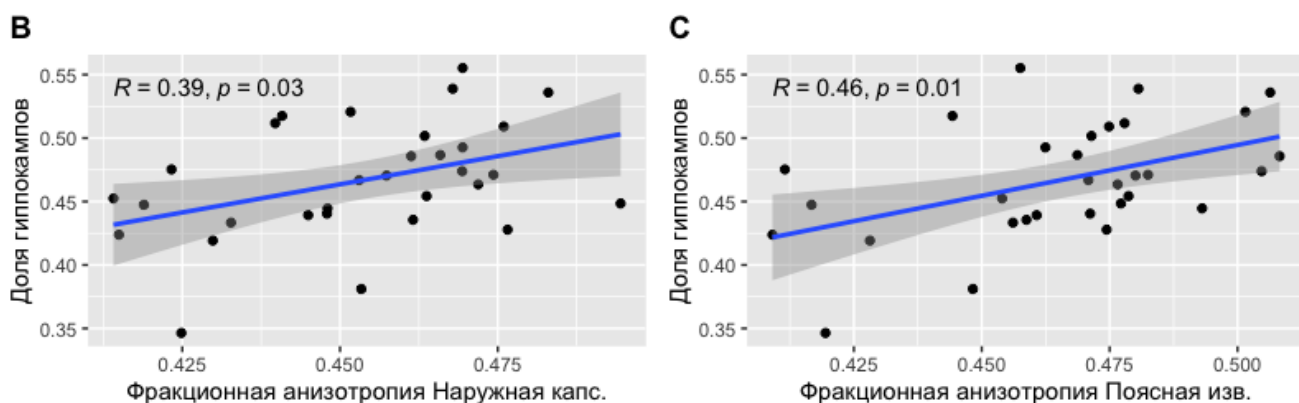 B
R = 0.39, p = 0.03
Доля гиппокампов
0.55
0.50
0.45
0.40
0.35
0.425 0.450 0.475
Фракционная анизотропия Наружная капс.
C
R = 0.46, p = 0.01
Доля гиппокампов
0.55
0.50
0.45
0.40
0.35
0.425 0.450 0.475 0.500
Фракционная анизотропия Поясная изв.